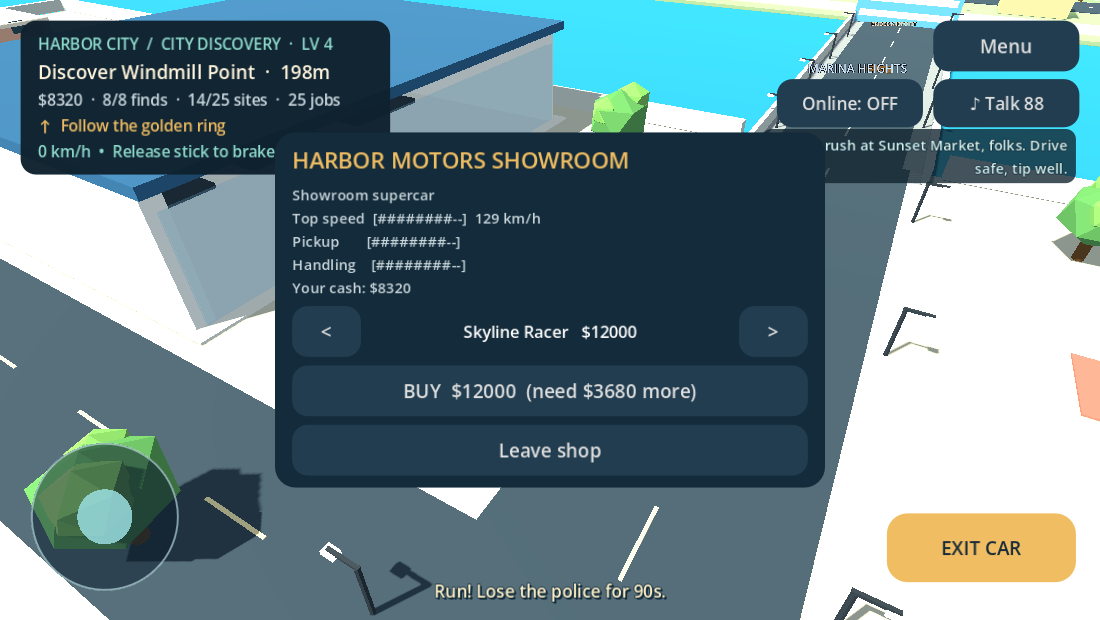 HARBOR CITY / CITY DISCOVERY · LV 4
Discover Windmill Point · 198m
$8320 · 8/8 finds · 14/25 sites · 25 jobs
↑ Follow the golden ring
0 km/h • Release stick to brake
MARINA HEIGHTS
Menu
Online: OFF
♪ Talk 88
rush at Sunset Market, folks. Drive
safe, tip well.
HARBOR MOTORS SHOWROOM
Showroom supercar
Top speed [########--] 129 km/h
Pickup [########--]
Handling [########--]
Your cash: $8320
<
Skyline Racer $12000
>
BUY $12000 (need $3680 more)
Leave shop
EXIT CAR
Run! Lose the police for 90s.